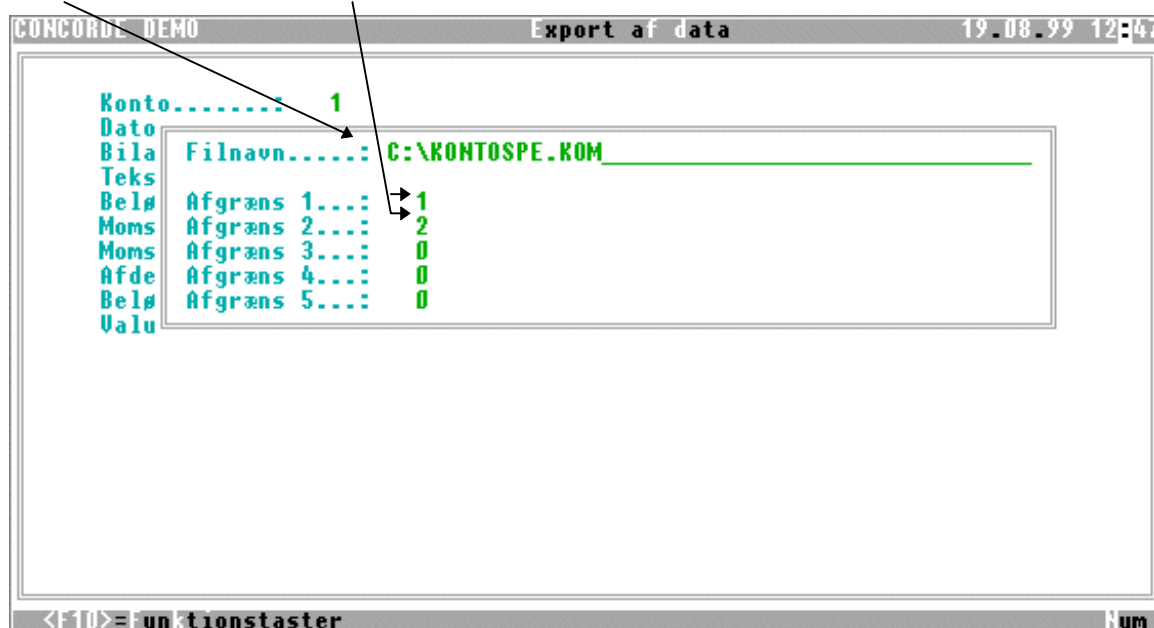 CONCORDE DEMO Export af data 19.08.99 12:47
Konto........: 1
Dato
Bila Filnavn.....: C:\KONTOSPE.KOM
Teks
Belø Afgræns 1...: 1
Moms Afgræns 2...: 2
Moms Afgræns 3...: 0
Afde Afgræns 4...: 0
Belø Afgræns 5...: 0
Valu
<F10>=Funktionstaster Num